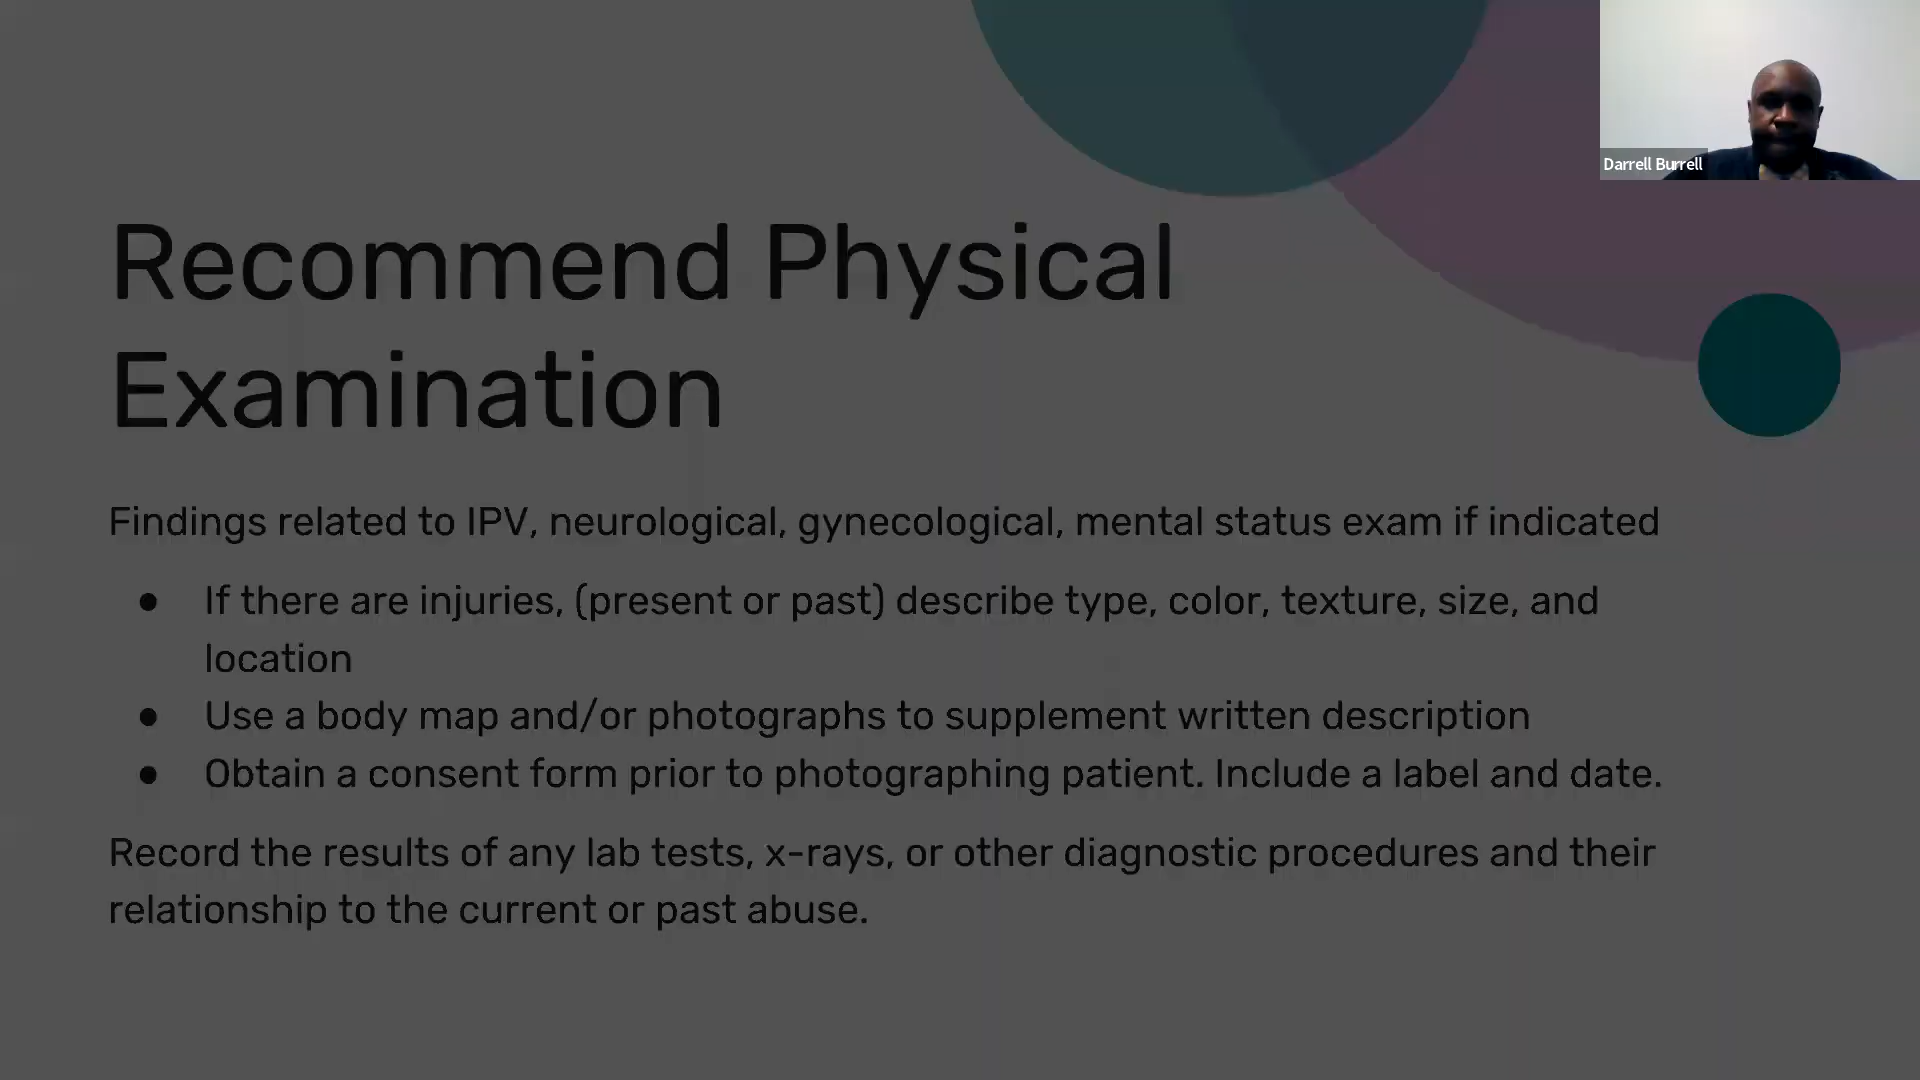 Darrell Burrell
Recommend Physical
Examination
Findings related to IPV, neurological, gynecological, mental status exam if indicated
● If there are injuries, (present or past) describe type, color, texture, size, and
location
● Use a body map and/or photographs to supplement written description
● Obtain a consent form prior to photographing patient. Include a label and date.
Record the results of any lab tests, x-rays, or other diagnostic procedures and their
relationship to the current or past abuse.